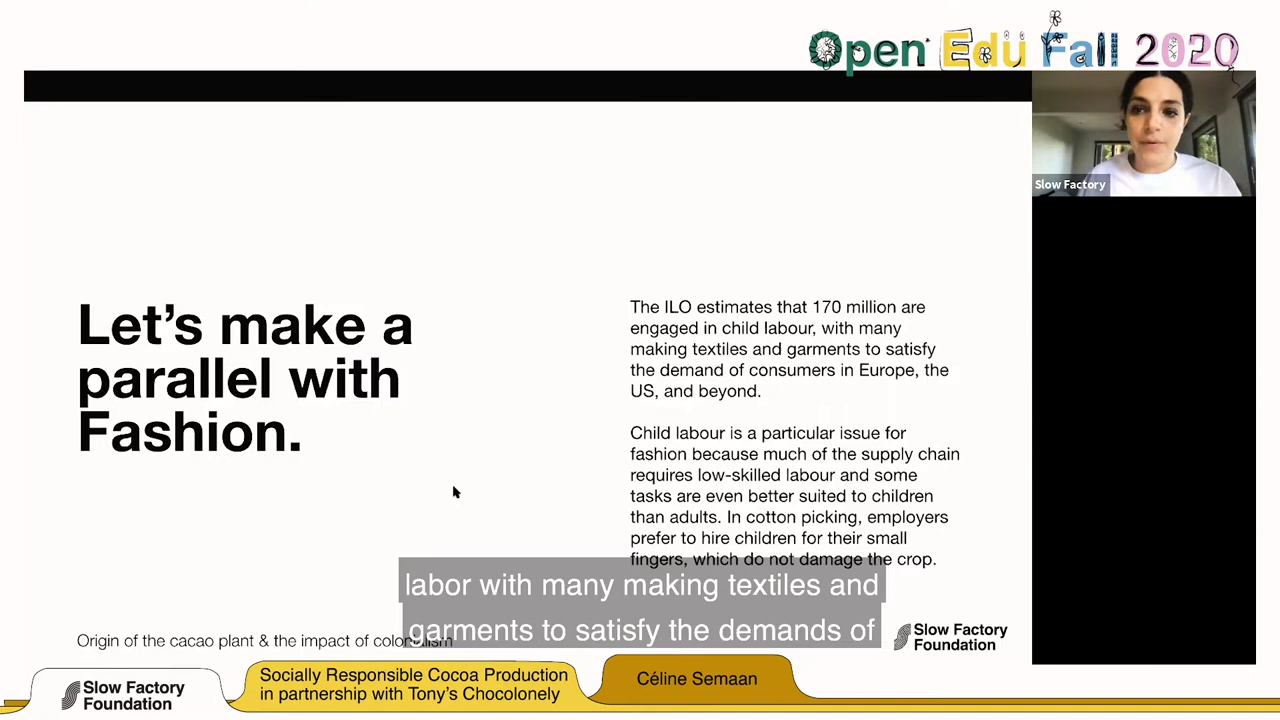 Open Edu Fall 2020
Slow Factory
Let's make a
parallel with
Fashion.
The ILO estimates that 170 million are
engaged in child labour, with many
making textiles and garments to satisfy
the demand of consumers in Europe, the
US, and beyond.
Child labour is a particular issue for
fashion because much of the supply chain
requires low-skilled labour and some
tasks are even better suited to children
than adults. In cotton picking, employers
prefer to hire children for their small
fingers, which do not damage the crop.
labor with many making textiles and
garments to satisfy the demands of
Origin of the cacao plant & the impact of colonialism
Slow Factory
Foundation
Slow Factory
Foundation
Socially Responsible Cocoa Production
in partnership with Tony's Chocolonely
Céline Semaan